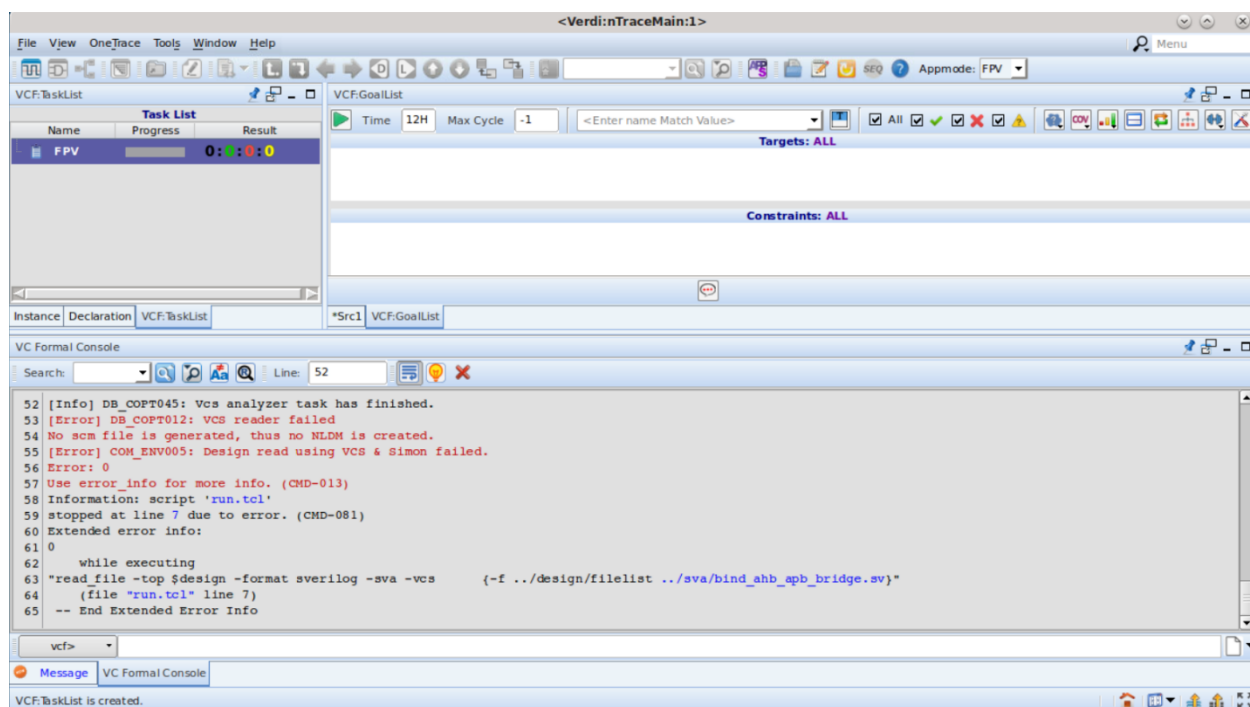 <Verdi:nTraceMain:1>
File View OneTrace Tools Window Help
Menu
SEQ Appmode: FPV
VCF:TaskList
Task List
Name Progress Result
FPV 0:0:0:0
Instance Declaration VCF:TaskList
VCF:GoalList
Time 12H Max Cycle -1 <Enter name Match Value> All
Targets: ALL
Constraints: ALL
*Src1 VCF:GoalList
VC Formal Console
Search: Line: 52
52 [Info] DB_COPT045: Vcs analyzer task has finished.
53 [Error] DB_COPT012: VCS reader failed
54 No scm file is generated, thus no NLDM is created.
55 [Error] COM_ENV005: Design read using VCS & Simon failed.
56 Error: 0
57 Use error_info for more info. (CMD-013)
58 Information: script 'run.tcl'
59 stopped at line 7 due to error. (CMD-081)
60 Extended error info:
61 0
62 while executing
63 "read_file -top $design -format sverilog -sva -vcs {-f ../design/filelist ../sva/bind_ahb_apb_bridge.sv}"
64 (file "run.tcl" line 7)
65 -- End Extended Error Info
vcf>
Message VC Formal Console
VCF:TaskList is created.